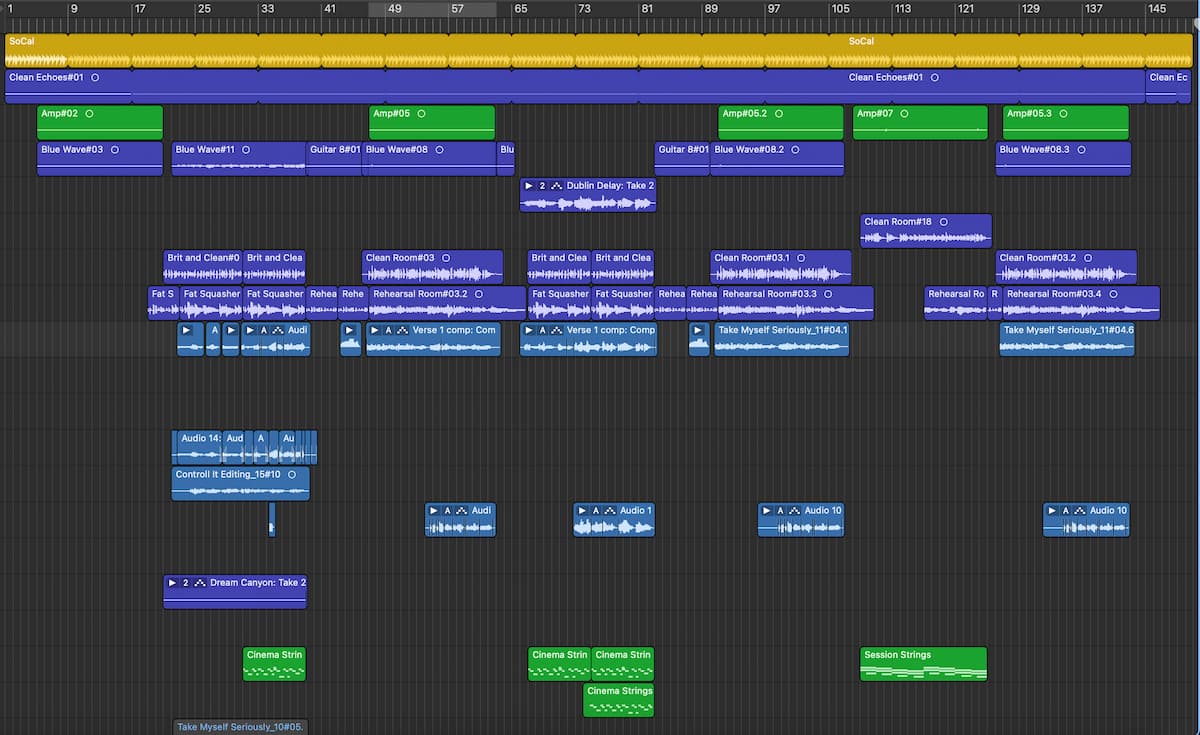 1 9 17 25 33 41 49 57 65 73 81 89 97 105 113 121 129 137 145
SoCal SoCal
Clean Echoes#01 Clean Echoes#01 Clean Ec
Amp#02 Amp#05 Amp#05.2 Amp#07 Amp#05.3
Blue Wave#03 Blue Wave#11 Guitar 8#01 Blue Wave#08 Blu Guitar 8#01 Blue Wave#08.2 Blue Wave#08.3
2 Dublin Delay: Take 2
Clean Room#18
Brit and Clean#0 Brit and Clea Clean Room#03 Brit and Clea Brit and Clea Clean Room#03.1 Clean Room#03.2
Fat S Fat Squasher Fat Squasher Rehea Rehe Rehearsal Room#03.2 Fat Squasher Fat Squasher Rehea Rehea Rehearsal Room#03.3 Rehearsal Ro R Rehearsal Room#03.4
A A Audi A Verse 1 comp: Com A Verse 1 comp: Comp Take Myself Seriously_11#04.1 Take Myself Seriously_11#04.6
Audio 14: Aud A Au
Controll It Editing_15#10
A Audi A Audio 1 A Audio 10 A Audio 10
2 Dream Canyon: Take 2
Cinema Strin Cinema Strin Cinema Strin Session Strings
Cinema Strings
Take Myself Seriously_10#05.